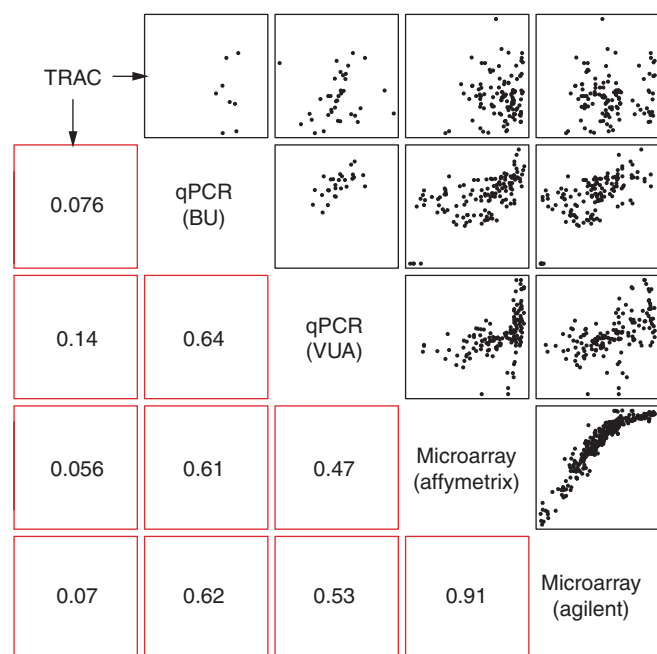 TRAC
0.076
qPCR
(BU)
0.14
0.64
qPCR
(VUA)
0.056
0.61
0.47
Microarray
(affymetrix)
0.07
0.62
0.53
0.91
Microarray
(agilent)